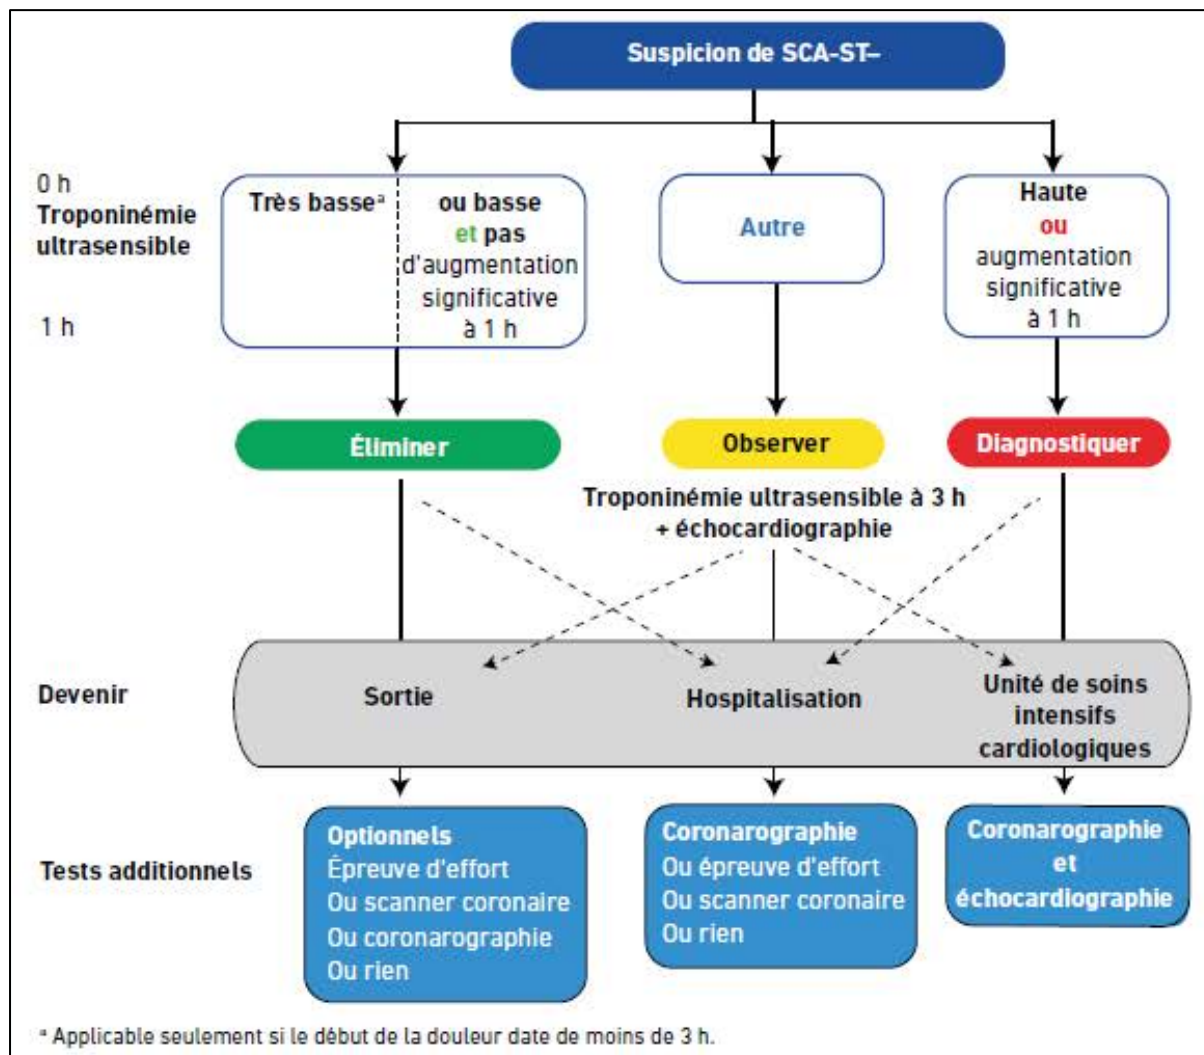 Suspicion de SCA-ST–
0 h
Troponinémie
ultrasensible
1 h
Très basseᵃ
ou basse
et pas
d'augmentation
significative
à 1 h
Autre
Haute
ou
augmentation
significative
à 1 h
Éliminer
Observer
Diagnostiquer
Troponinémie ultrasensible à 3 h
+ échocardiographie
Devenir
Sortie
Hospitalisation
Unité de soins
intensifs
cardiologiques
Tests additionnels
Optionnels
Épreuve d'effort
Ou scanner coronaire
Ou coronarographie
Ou rien
Coronarographie
Ou épreuve d'effort
Ou scanner coronaire
Ou rien
Coronarographie
et
échocardiographie
ᵃ Applicable seulement si le début de la douleur date de moins de 3 h.